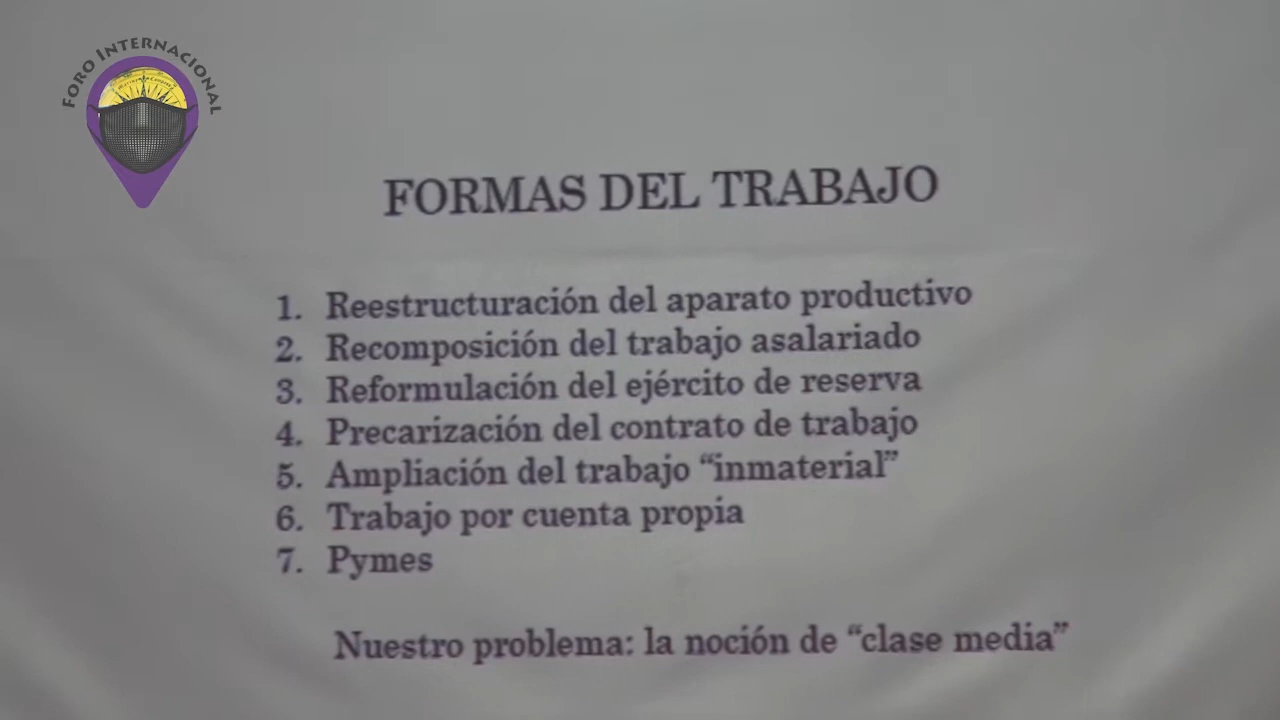 FORO INTERNACIONAL
FORMAS DEL TRABAJO
1. Reestructuración del aparato productivo
2. Recomposición del trabajo asalariado
3. Reformulación del ejército de reserva
4. Precarización del contrato de trabajo
5. Ampliación del trabajo “inmaterial”
6. Trabajo por cuenta propia
7. Pymes
Nuestro problema: la noción de “clase media”